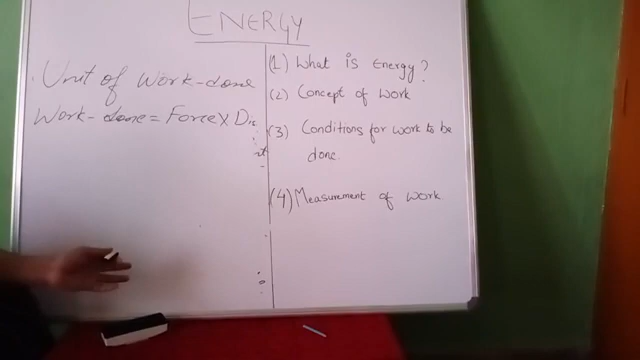 ENERGY
Unit of Work-done
Work-done = Force x Dis
(1) What is Energy?
(2) Concept of Work
(3) Conditions for work to be
done.
(4) Measurement of work